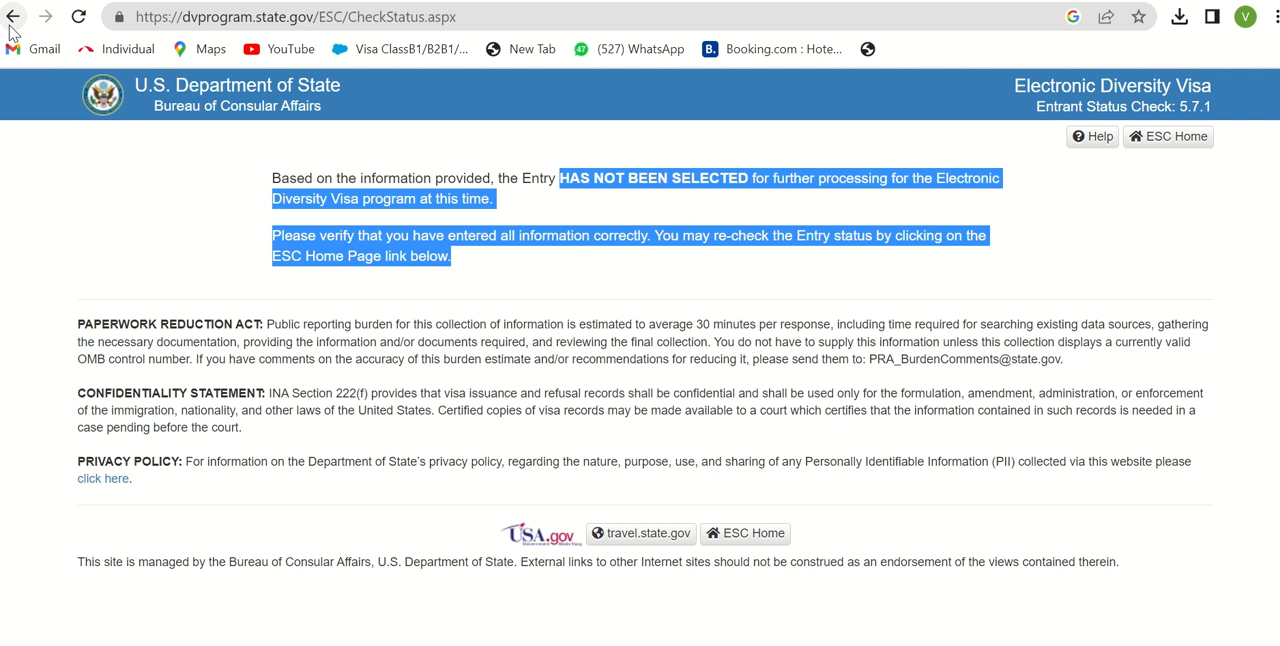 https://dvprogram.state.gov/ESC/CheckStatus.aspx
V
Gmail Individual Maps YouTube Visa ClassB1/B2B1/... New Tab 47 (527) WhatsApp B. Booking.com : Hote...
U.S. Department of State
Bureau of Consular Affairs
Electronic Diversity Visa
Entrant Status Check: 5.7.1
Help ESC Home
Based on the information provided, the Entry HAS NOT BEEN SELECTED for further processing for the Electronic
Diversity Visa program at this time.
Please verify that you have entered all information correctly. You may re-check the Entry status by clicking on the
ESC Home Page link below.
PAPERWORK REDUCTION ACT: Public reporting burden for this collection of information is estimated to average 30 minutes per response, including time required for searching existing data sources, gathering
the necessary documentation, providing the information and/or documents required, and reviewing the final collection. You do not have to supply this information unless this collection displays a currently valid
OMB control number. If you have comments on the accuracy of this burden estimate and/or recommendations for reducing it, please send them to: PRA_BurdenComments@state.gov.
CONFIDENTIALITY STATEMENT: INA Section 222(f) provides that visa issuance and refusal records shall be confidential and shall be used only for the formulation, amendment, administration, or enforcement
of the immigration, nationality, and other laws of the United States. Certified copies of visa records may be made available to a court which certifies that the information contained in such records is needed in a
case pending before the court.
PRIVACY POLICY: For information on the Department of State's privacy policy, regarding the nature, purpose, use, and sharing of any Personally Identifiable Information (PII) collected via this website please
click here.
USA.gov travel.state.gov ESC Home
This site is managed by the Bureau of Consular Affairs, U.S. Department of State. External links to other Internet sites should not be construed as an endorsement of the views contained therein.